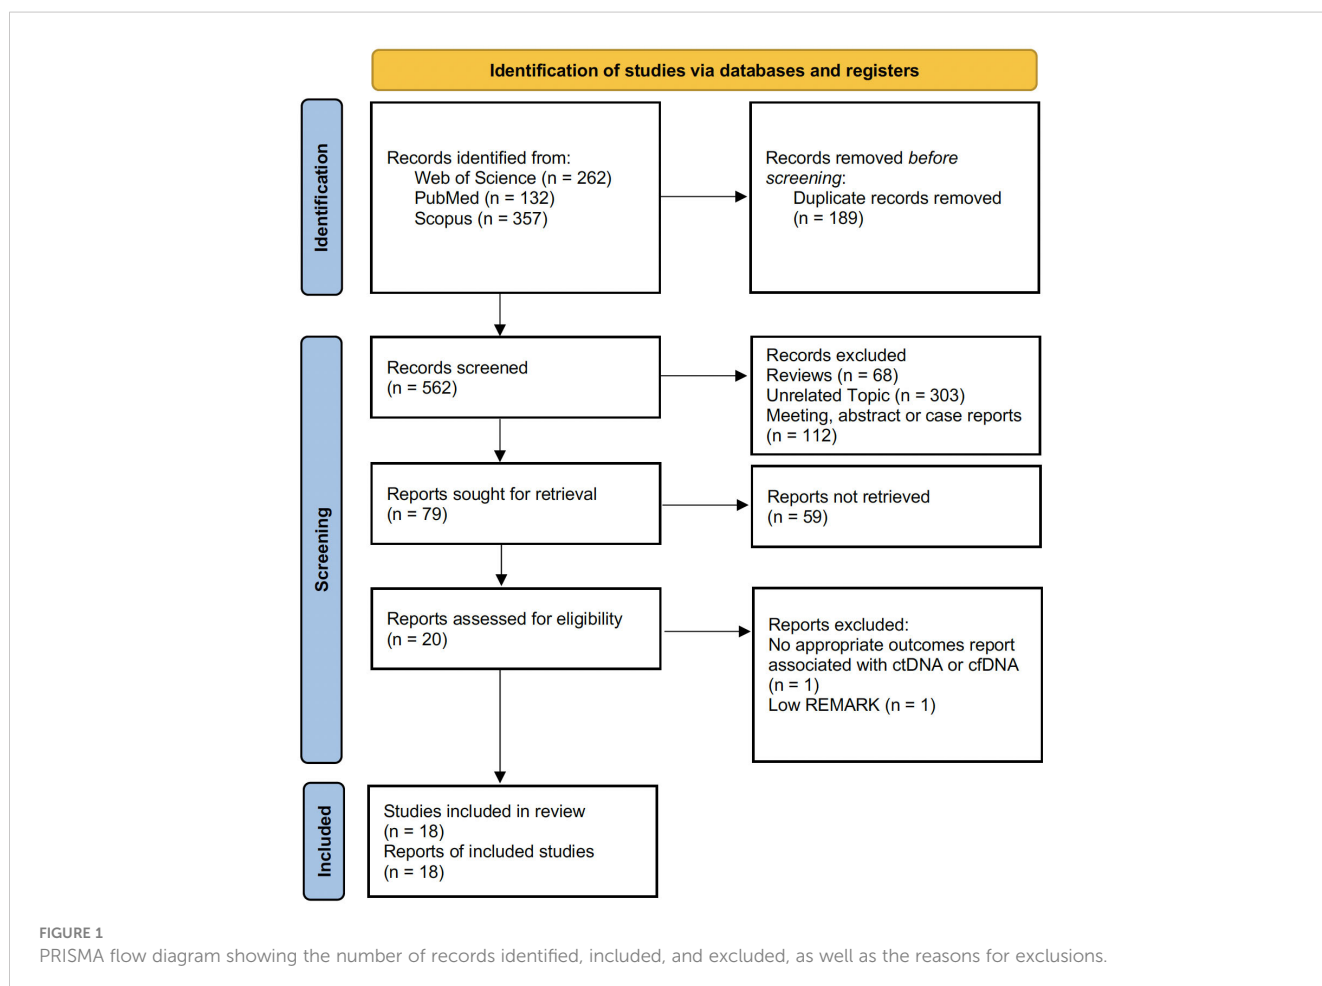 Identification of studies via databases and registers
Identification
Records identified from:
Web of Science (n = 262)
PubMed (n = 132)
Scopus (n = 357)
Records removed before
screening:
Duplicate records removed
(n = 189)
Screening
Records screened
(n = 562)
Records excluded
Reviews (n = 68)
Unrelated Topic (n = 303)
Meeting, abstract or case reports
(n = 112)
Reports sought for retrieval
(n = 79)
Reports not retrieved
(n = 59)
Reports assessed for eligibility
(n = 20)
Reports excluded:
No appropriate outcomes report
associated with ctDNA or cfDNA
(n = 1)
Low REMARK (n = 1)
Included
Studies included in review
(n = 18)
Reports of included studies
(n = 18)
FIGURE 1
PRISMA flow diagram showing the number of records identified, included, and excluded, as well as the reasons for exclusions.